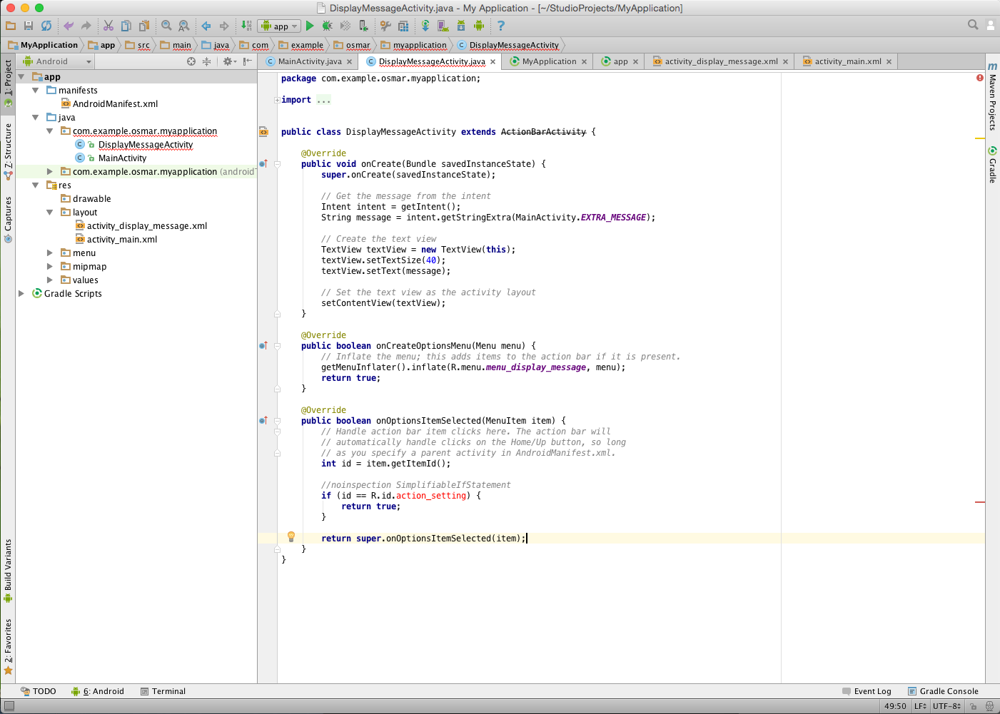 DisplayMessageActivity.java - My Application - [~/StudioProjects/MyApplication]
app
MyApplication app src main java com example osmar myapplication DisplayMessageActivity
Android
MainActivity.java DisplayMessageActivity.java MyApplication app activity_display_message.xml activity_main.xml
1: Project
Z: Structure
Captures
Build Variants
2: Favorites
app
manifests
AndroidManifest.xml
java
com.example.osmar.myapplication
DisplayMessageActivity
MainActivity
com.example.osmar.myapplication (android
res
drawable
layout
activity_display_message.xml
activity_main.xml
menu
mipmap
values
Gradle Scripts
package com.example.osmar.myapplication;
import ...
public class DisplayMessageActivity extends ActionBarActivity {
@Override
public void onCreate(Bundle savedInstanceState) {
super.onCreate(savedInstanceState);
// Get the message from the intent
Intent intent = getIntent();
String message = intent.getStringExtra(MainActivity.EXTRA_MESSAGE);
// Create the text view
TextView textView = new TextView(this);
textView.setTextSize(40);
textView.setText(message);
// Set the text view as the activity layout
setContentView(textView);
}
@Override
public boolean onCreateOptionsMenu(Menu menu) {
// Inflate the menu; this adds items to the action bar if it is present.
getMenuInflater().inflate(R.menu.menu_display_message, menu);
return true;
}
@Override
public boolean onOptionsItemSelected(MenuItem item) {
// Handle action bar item clicks here. The action bar will
// automatically handle clicks on the Home/Up button, so long
// as you specify a parent activity in AndroidManifest.xml.
int id = item.getItemId();
//noinspection SimplifiableIfStatement
if (id == R.id.action_setting) {
return true;
}
return super.onOptionsItemSelected(item);
}
}
Maven Projects
Gradle
TODO 6: Android Terminal Event Log Gradle Console
49:50 LF UTF-8